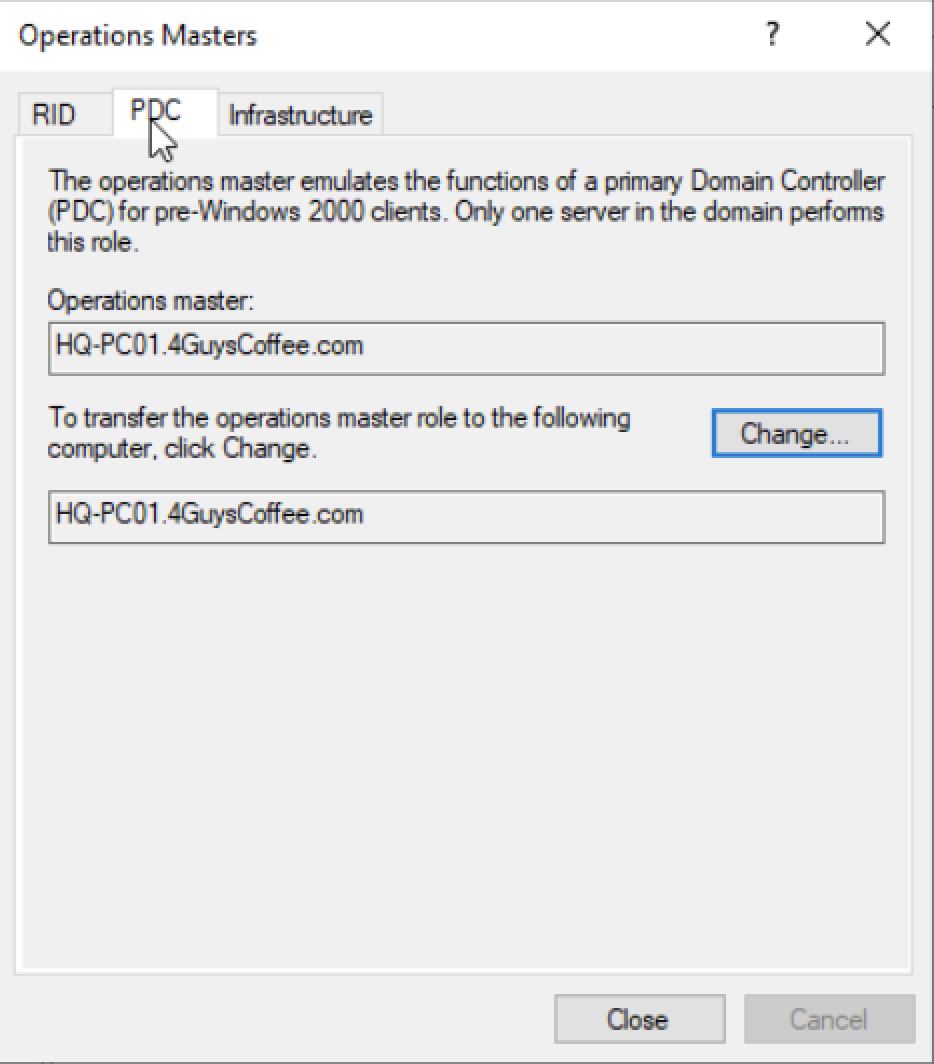 Operations Masters ?
RID PDC Infrastructure
The operations master emulates the functions of a primary Domain Controller
(PDC) for pre-Windows 2000 clients. Only one server in the domain performs
this role.
Operations master:
HQ-PC01.4GuysCoffee.com
To transfer the operations master role to the following
computer, click Change.
Change...
HQ-PC01.4GuysCoffee.com
Close Cancel